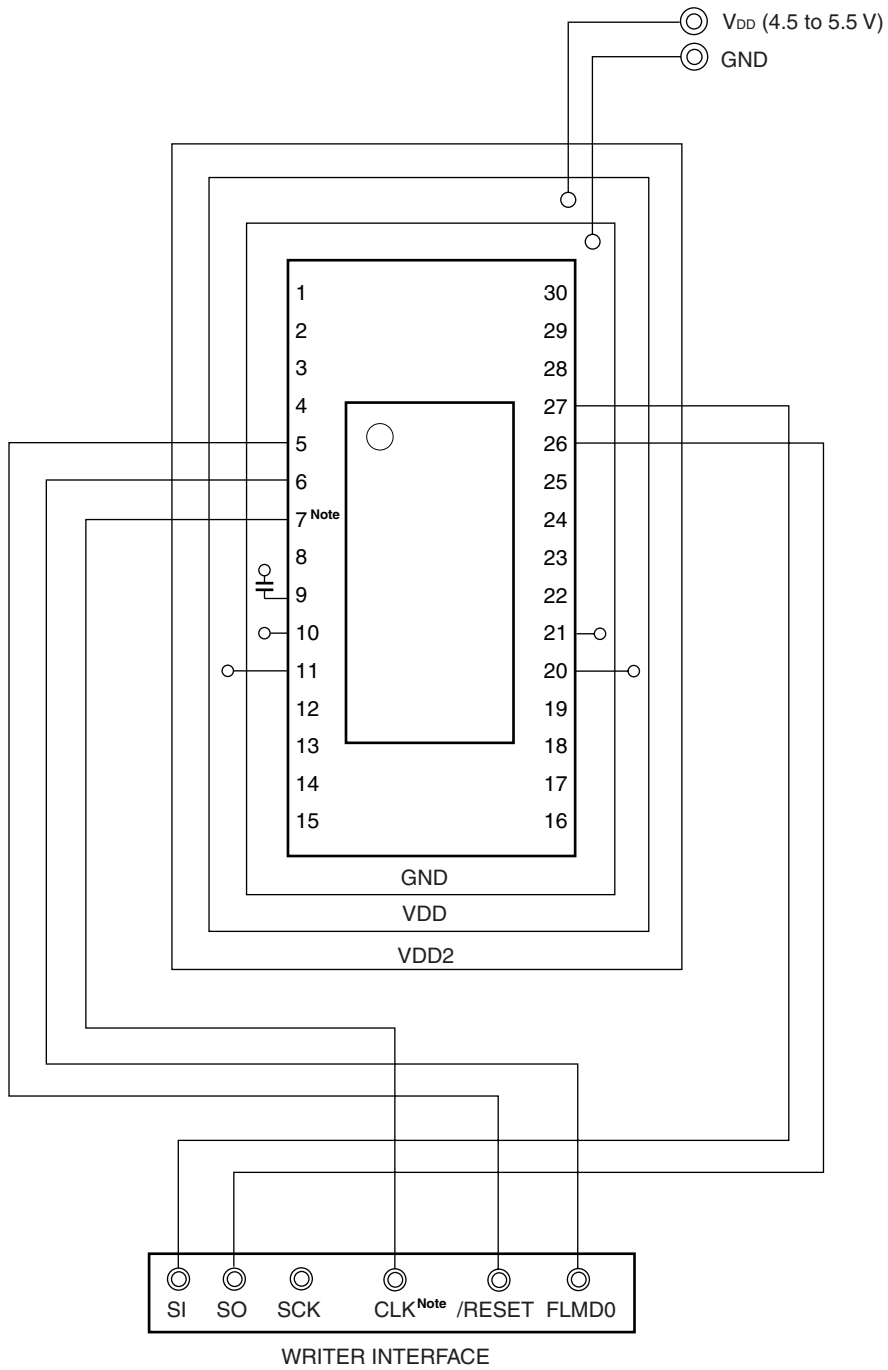 VDD (4.5 to 5.5 V)
GND
1 30
2 29
3 28
4 27
5 26
6 25
7 Note 24
8 23
9 22
10 21
11 20
12 19
13 18
14 17
15 16
GND
VDD
VDD2
SI SO SCK CLK Note /RESET FLMD0
WRITER INTERFACE